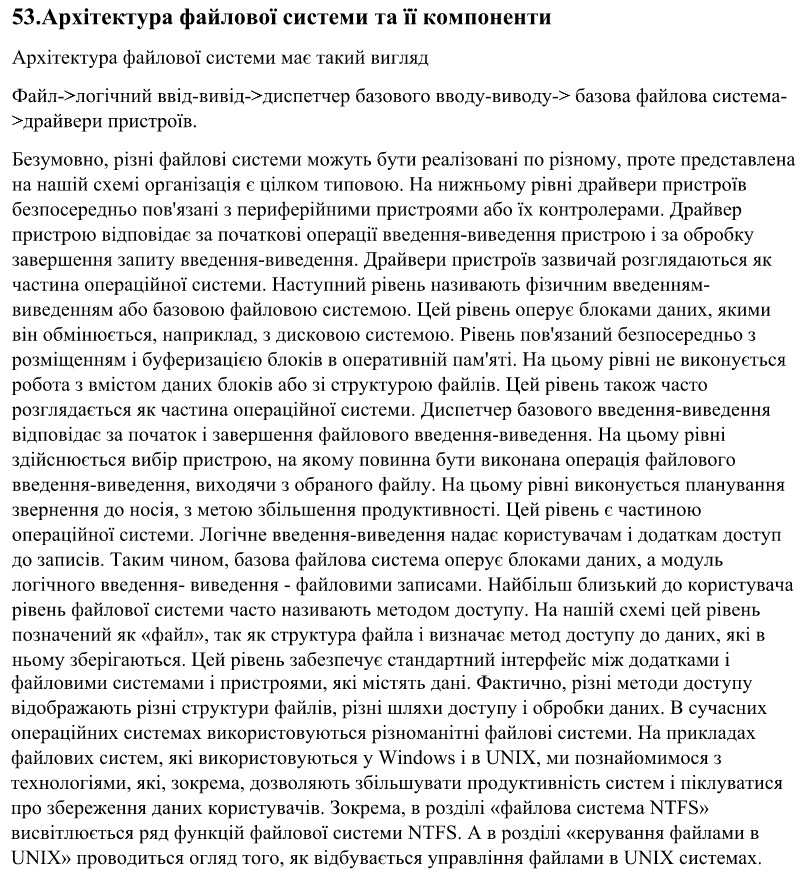 53.Архітектура файлової системи та її компоненти
Архітектура файлової системи має такий вигляд
Файл->логічний ввід-вивід->диспетчер базового вводу-виводу-> базова файлова система-
>драйвери пристроїв.
Безумовно, різні файлові системи можуть бути реалізовані по різному, проте представлена
на нашій схемі організація є цілком типовою. На нижньому рівні драйвери пристроїв
безпосередньо пов'язані з периферійними пристроями або їх контролерами. Драйвер
пристрою відповідає за початкові операції введення-виведення пристрою і за обробку
завершення запиту введення-виведення. Драйвери пристроїв зазвичай розглядаються як
частина операційної системи. Наступний рівень називають фізичним введенням-
виведенням або базовою файловою системою. Цей рівень оперує блоками даних, якими
він обмінюється, наприклад, з дисковою системою. Рівень пов'язаний безпосередньо з
розміщенням і буферизацією блоків в оперативній пам'яті. На цьому рівні не виконується
робота з вмістом даних блоків або зі структурою файлів. Цей рівень також часто
розглядається як частина операційної системи. Диспетчер базового введення-виведення
відповідає за початок і завершення файлового введення-виведення. На цьому рівні
здійснюється вибір пристрою, на якому повинна бути виконана операція файлового
введення-виведення, виходячи з обраного файлу. На цьому рівні виконується планування
звернення до носія, з метою збільшення продуктивності. Цей рівень є частиною
операційної системи. Логічне введення-виведення надає користувачам і додаткам доступ
до записів. Таким чином, базова файлова система оперує блоками даних, а модуль
логічного введення- виведення - файловими записами. Найбільш близький до користувача
рівень файлової системи часто називають методом доступу. На нашій схемі цей рівень
позначений як «файл», так як структура файла і визначає метод доступу до даних, які в
ньому зберігаються. Цей рівень забезпечує стандартний інтерфейс між додатками і
файловими системами і пристроями, які містять дані. Фактично, різні методи доступу
відображають різні структури файлів, різні шляхи доступу і обробки даних. В сучасних
операційних системах використовуються різноманітні файлові системи. На прикладах
файлових систем, які використовуються у Windows і в UNIX, ми познайомимося з
технологіями, які, зокрема, дозволяють збільшувати продуктивність систем і піклуватися
про збереження даних користувачів. Зокрема, в розділі «файлова система NTFS»
висвітлюється ряд функцій файлової системи NTFS. А в розділі «керування файлами в
UNIX» проводиться огляд того, як відбувається управління файлами в UNIX системах.